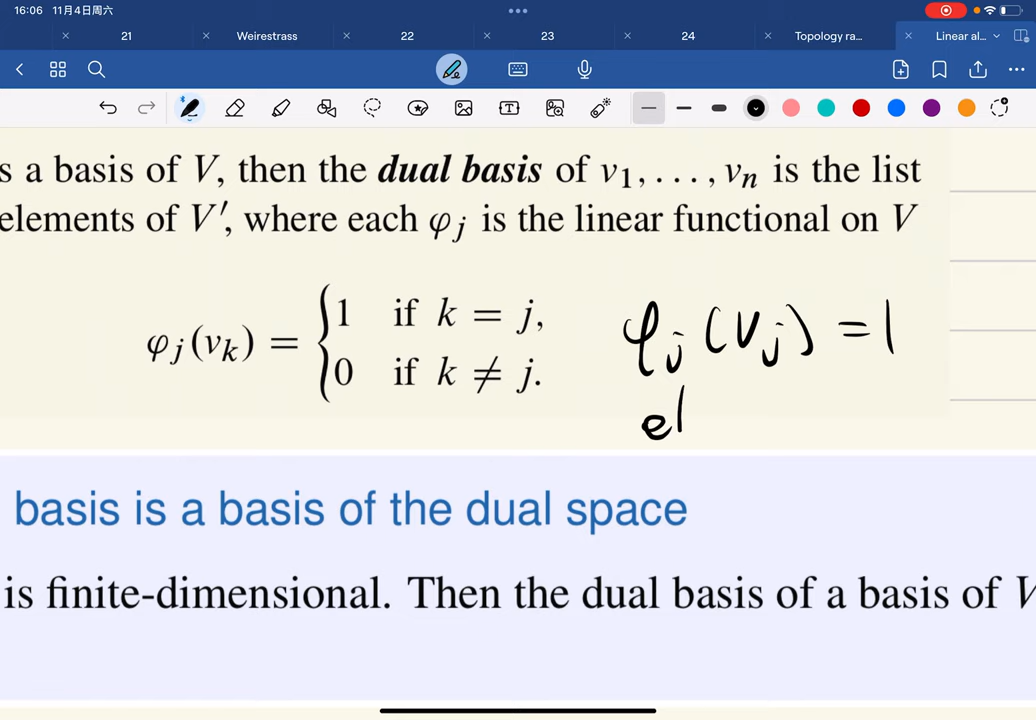 16:06 11月4日周六
21 Weirestrass 22 23 24 Topology ra... Linear al...
s a basis of V, then the dual basis of v₁, . . . , vₙ is the list
elements of V′, where each φⱼ is the linear functional on V
φⱼ(vₖ) = {1 if k = j,
0 if k ≠ j.
φⱼ(vⱼ) = 1
el
basis is a basis of the dual space
is finite-dimensional. Then the dual basis of a basis of V